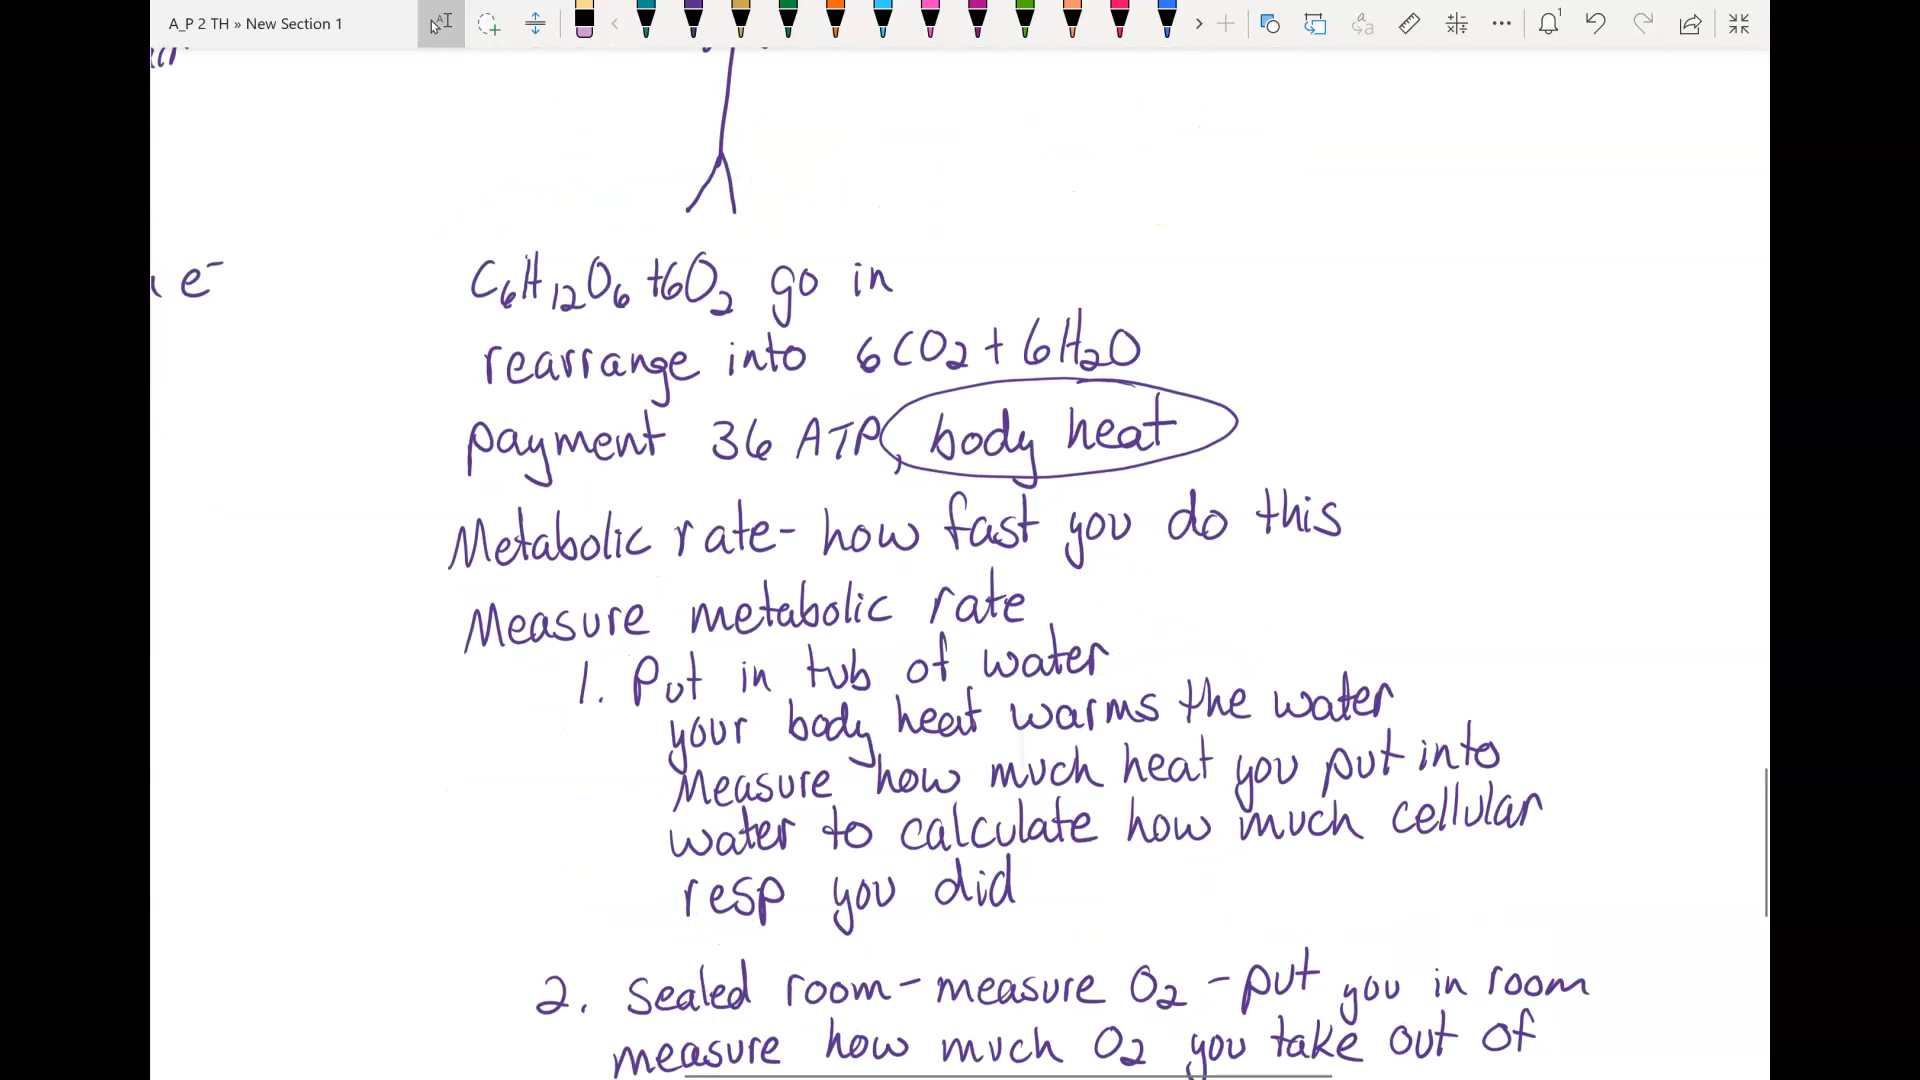 A_P 2 TH » New Section 1
e⁻
C₆H₁₂O₆ +6O₂ go in
rearrange into 6CO₂ + 6H₂O
payment 36 ATP, body heat
Metabolic rate- how fast you do this
Measure metabolic rate
1. Put in tub of water
your body heat warms the water
Measure how much heat you put into
water to calculate how much cellular
resp you did
2. Sealed room - measure O₂ - put you in room
measure how much O₂ you take out of